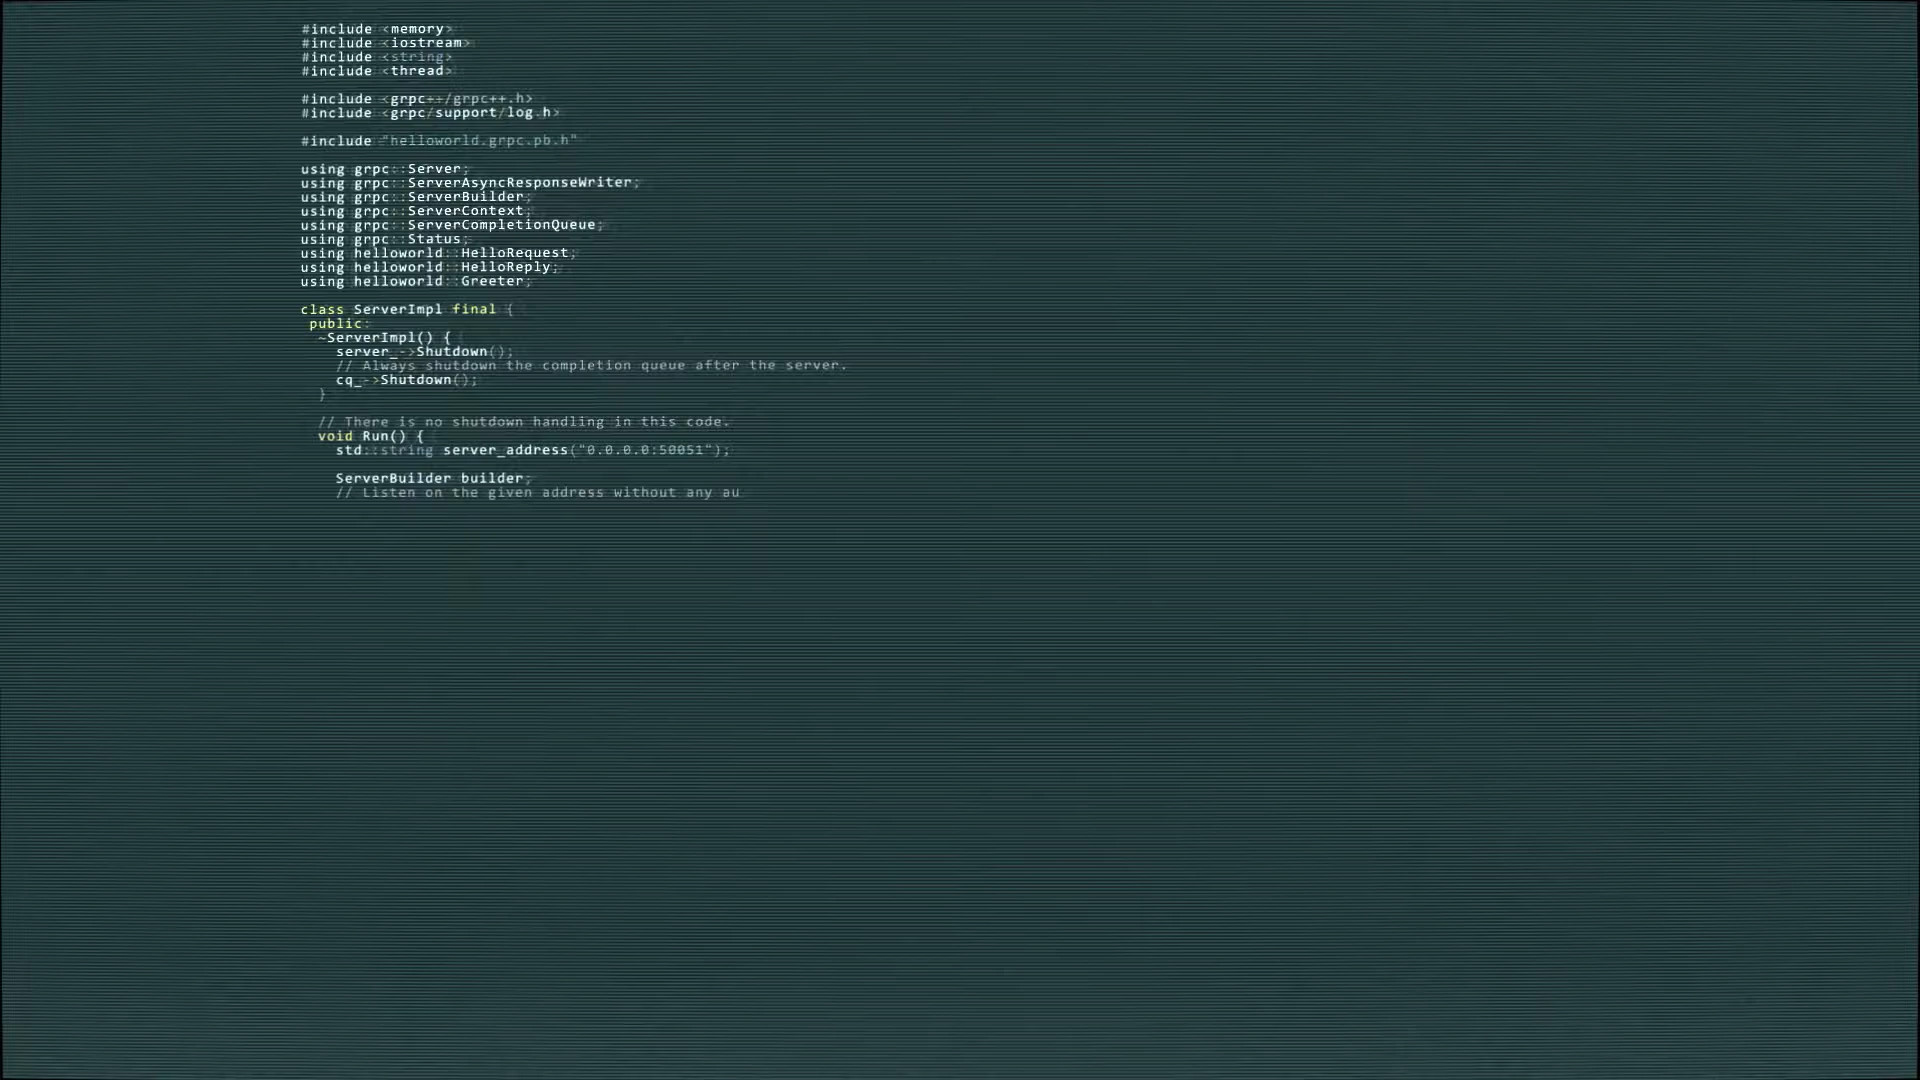 #include <memory>
#include <iostream>
#include <string>
#include <thread>
#include <grpc++/grpc++.h>
#include <grpc/support/log.h>
#include "helloworld.grpc.pb.h"
using grpc::Server;
using grpc::ServerAsyncResponseWriter;
using grpc::ServerBuilder;
using grpc::ServerContext;
using grpc::ServerCompletionQueue;
using grpc::Status;
using helloworld::HelloRequest;
using helloworld::HelloReply;
using helloworld::Greeter;
class ServerImpl final {
public:
~ServerImpl() {
server_->Shutdown();
// Always shutdown the completion queue after the server.
cq_->Shutdown();
}
// There is no shutdown handling in this code.
void Run() {
std::string server_address("0.0.0.0:50051");
ServerBuilder builder;
// Listen on the given address without any au